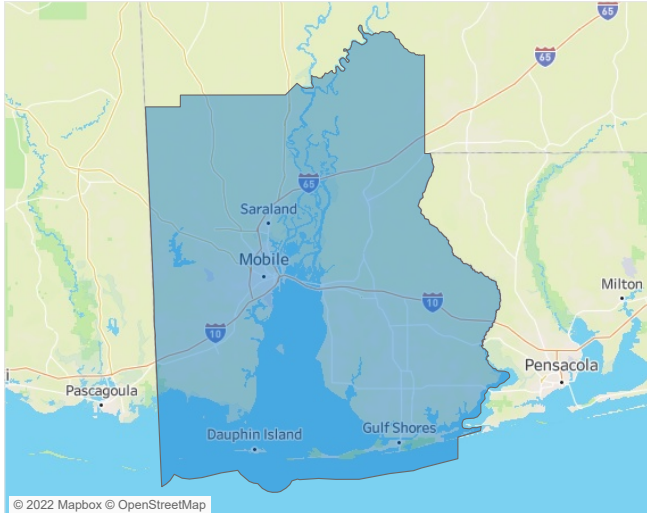 65
65
65
Saraland
Mobile
10
Milton
10
i
Pensacola
Pascagoula
Gulf Shores
Dauphin Island
© 2022 Mapbox © OpenStreetMap